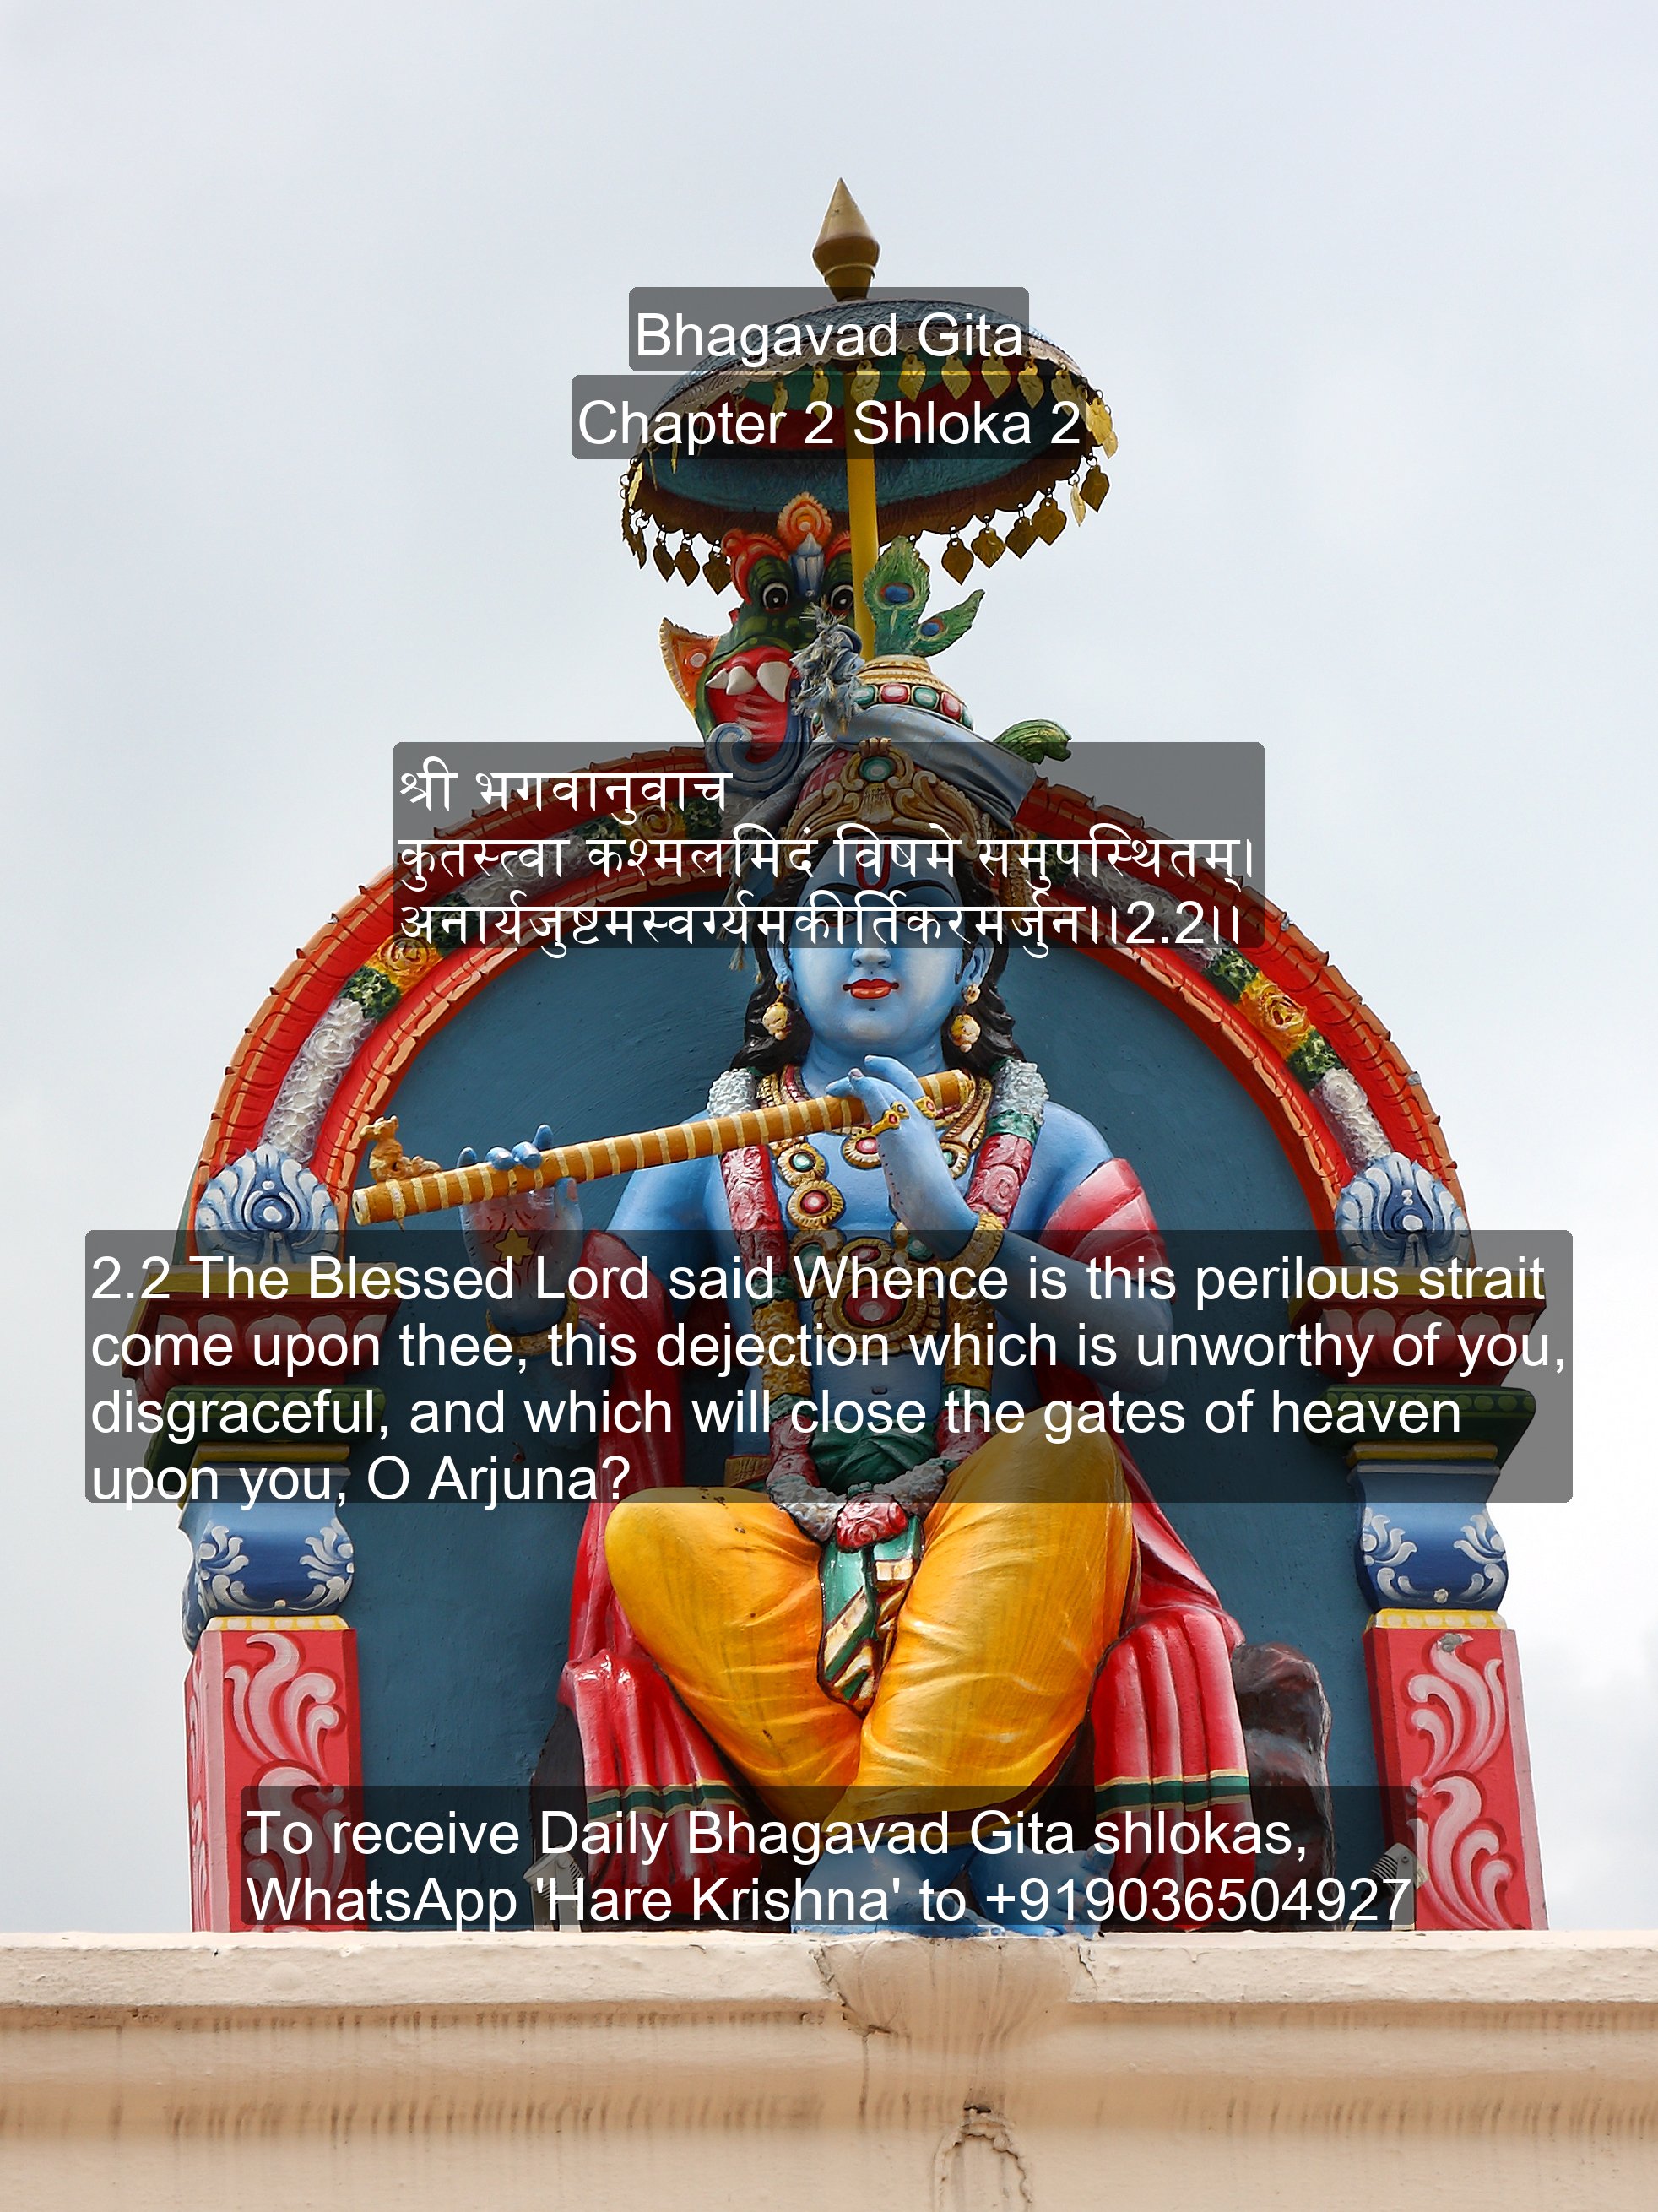 Bhagavad Gita
Chapter 2 Shloka 2
श्री भगवानुवाच
कुतस्त्वा कश्मलमिदं विषमे समुपस्थितम्।
अनार्यजुष्टमस्वर्ग्यमकीर्तिकरमर्जुन।।2.2।।
2.2 The Blessed Lord said Whence is this perilous strait
come upon thee, this dejection which is unworthy of you,
disgraceful, and which will close the gates of heaven
upon you, O Arjuna?
To receive Daily Bhagavad Gita shlokas,
WhatsApp 'Hare Krishna' to +919036504927